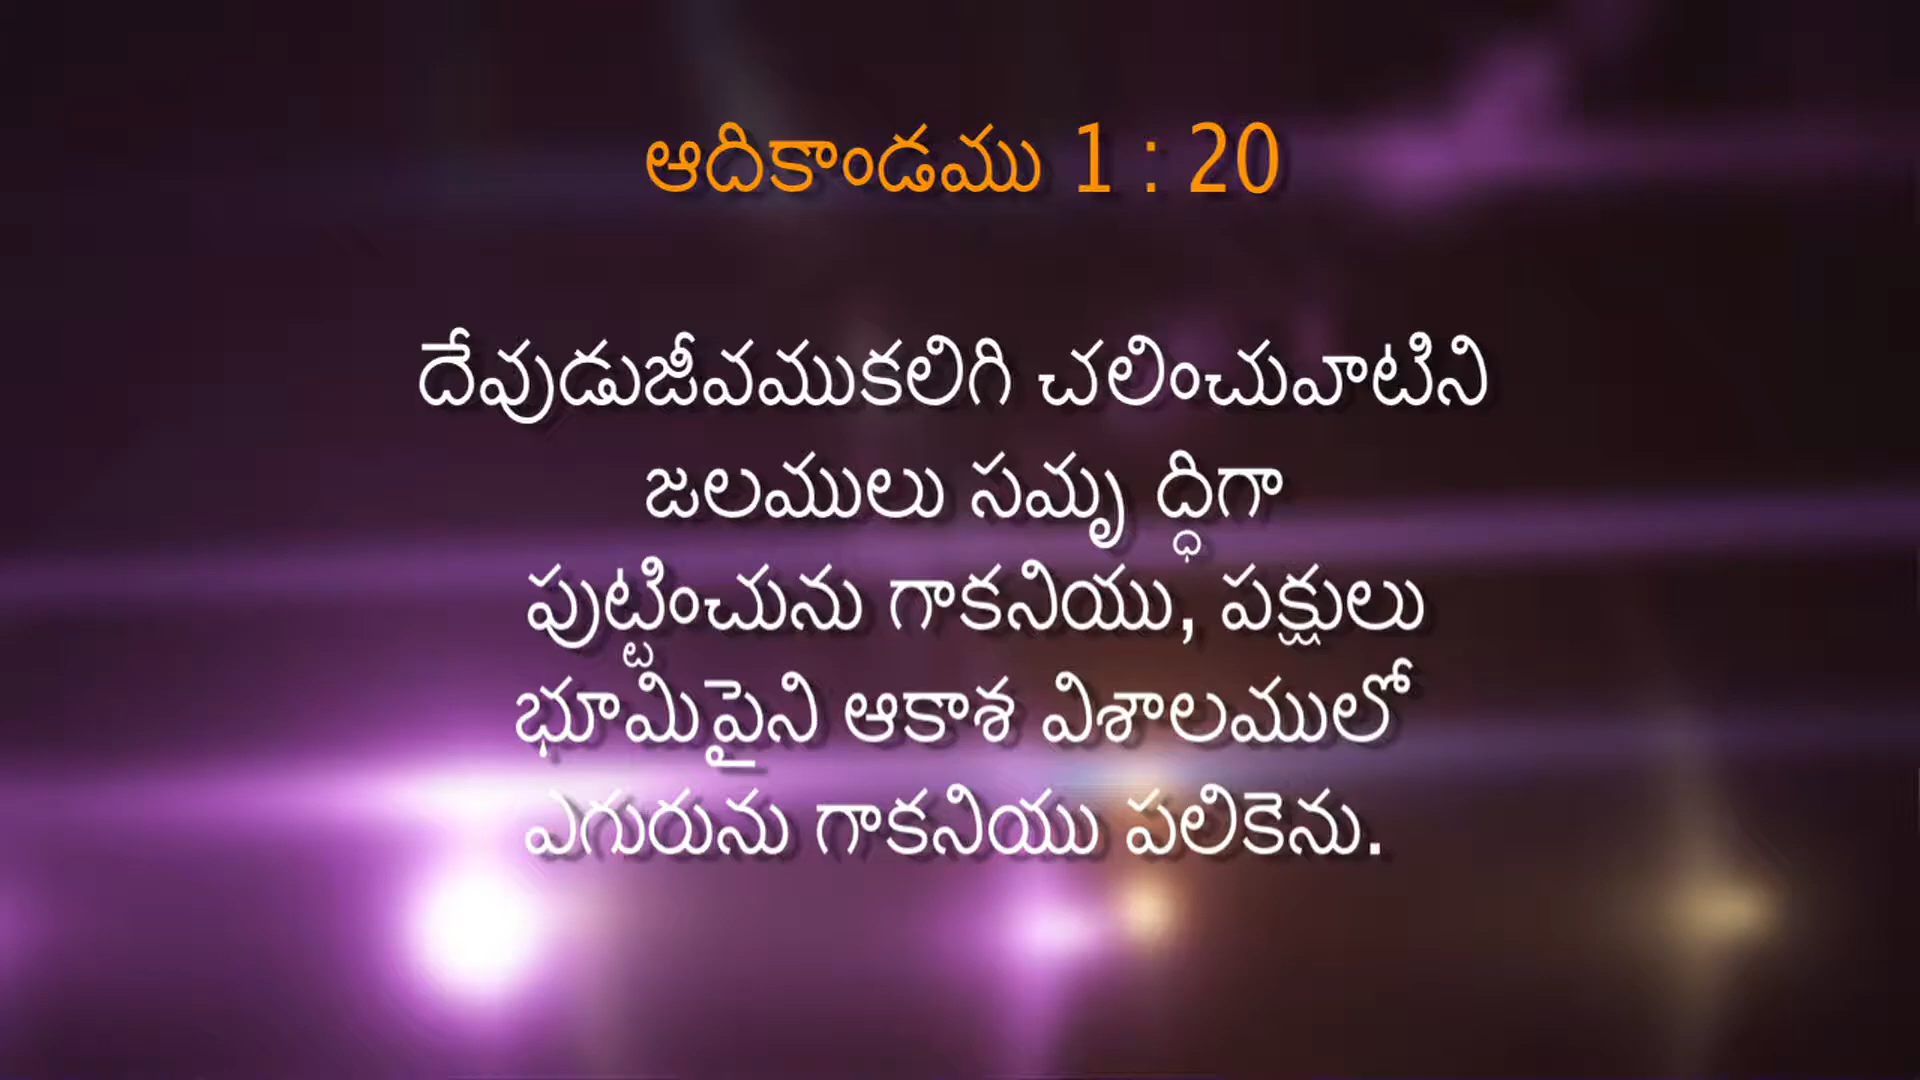 ఆదికాండము 1 : 20
దేవుడుజీవముకలిగి చలించువాటిని
జలములు సమృ ద్ధిగా
పుట్టించును గాకనియు, పక్షులు
భూమిపైని ఆకాశ విశాలములో
ఎగురును గాకనియు పలికెను.